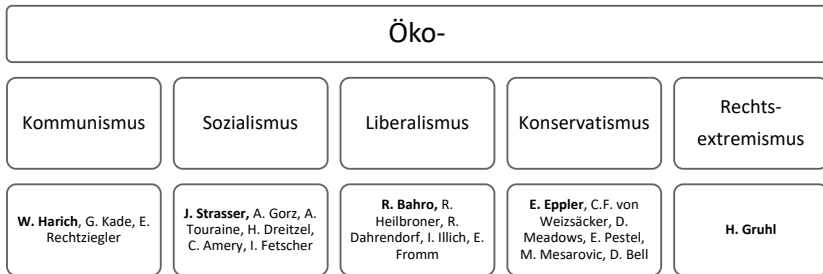 Öko-
Kommunismus
Sozialismus
Liberalismus
Konservatismus
Rechts-
extremismus
W. Harich, G. Kade, E.
Rechtziegler
J. Strasser, A. Gorz, A.
Touraine, H. Dreitzel,
C. Amery, I. Fetscher
R. Bahro, R.
Heilbroner, R.
Dahrendorf, I. Illich, E.
Fromm
E. Eppler, C.F. von
Weizsäcker, D.
Meadows, E. Pestel,
M. Mesarovic, D. Bell
H. Gruhl